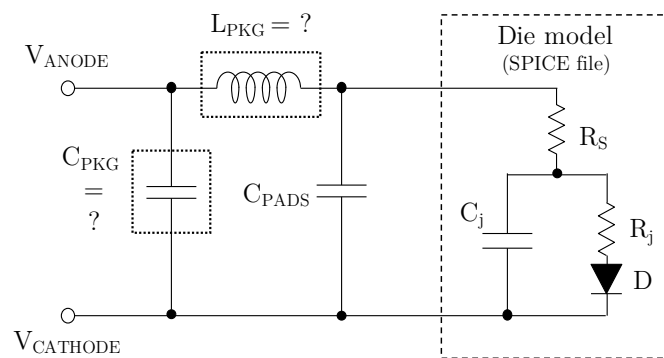 L_PKG = ?
Die model
(SPICE file)
V_ANODE
R_S
C_PKG
=
?
C_PADS
C_j
R_j
D
V_CATHODE